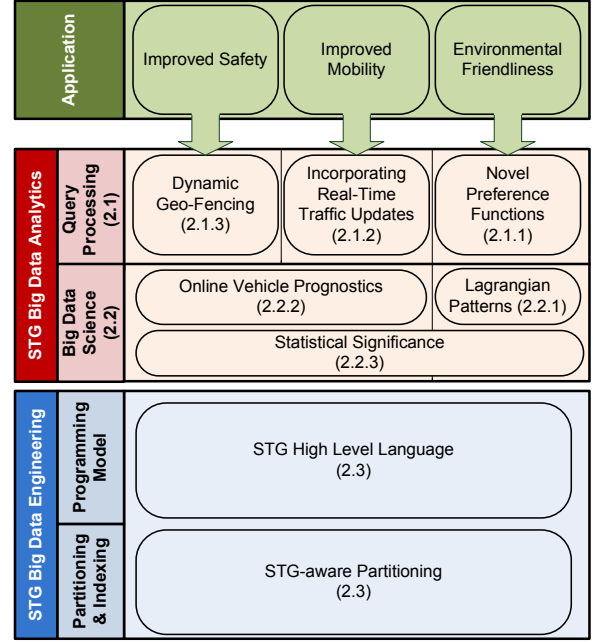 Application
Improved Safety
Improved
Mobility
Environmental
Friendliness
STG Big Data Analytics
Query
Processing
(2.1)
Dynamic
Geo-Fencing
(2.1.3)
Incorporating
Real-Time
Traffic Updates
(2.1.2)
Novel
Preference
Functions
(2.1.1)
Big Data
Science
(2.2)
Online Vehicle Prognostics
(2.2.2)
Lagrangian
Patterns (2.2.1)
Statistical Significance
(2.2.3)
STG Big Data Engineering
Programming
Model
STG High Level Language
(2.3)
Partitioning
& Indexing
STG-aware Partitioning
(2.3)